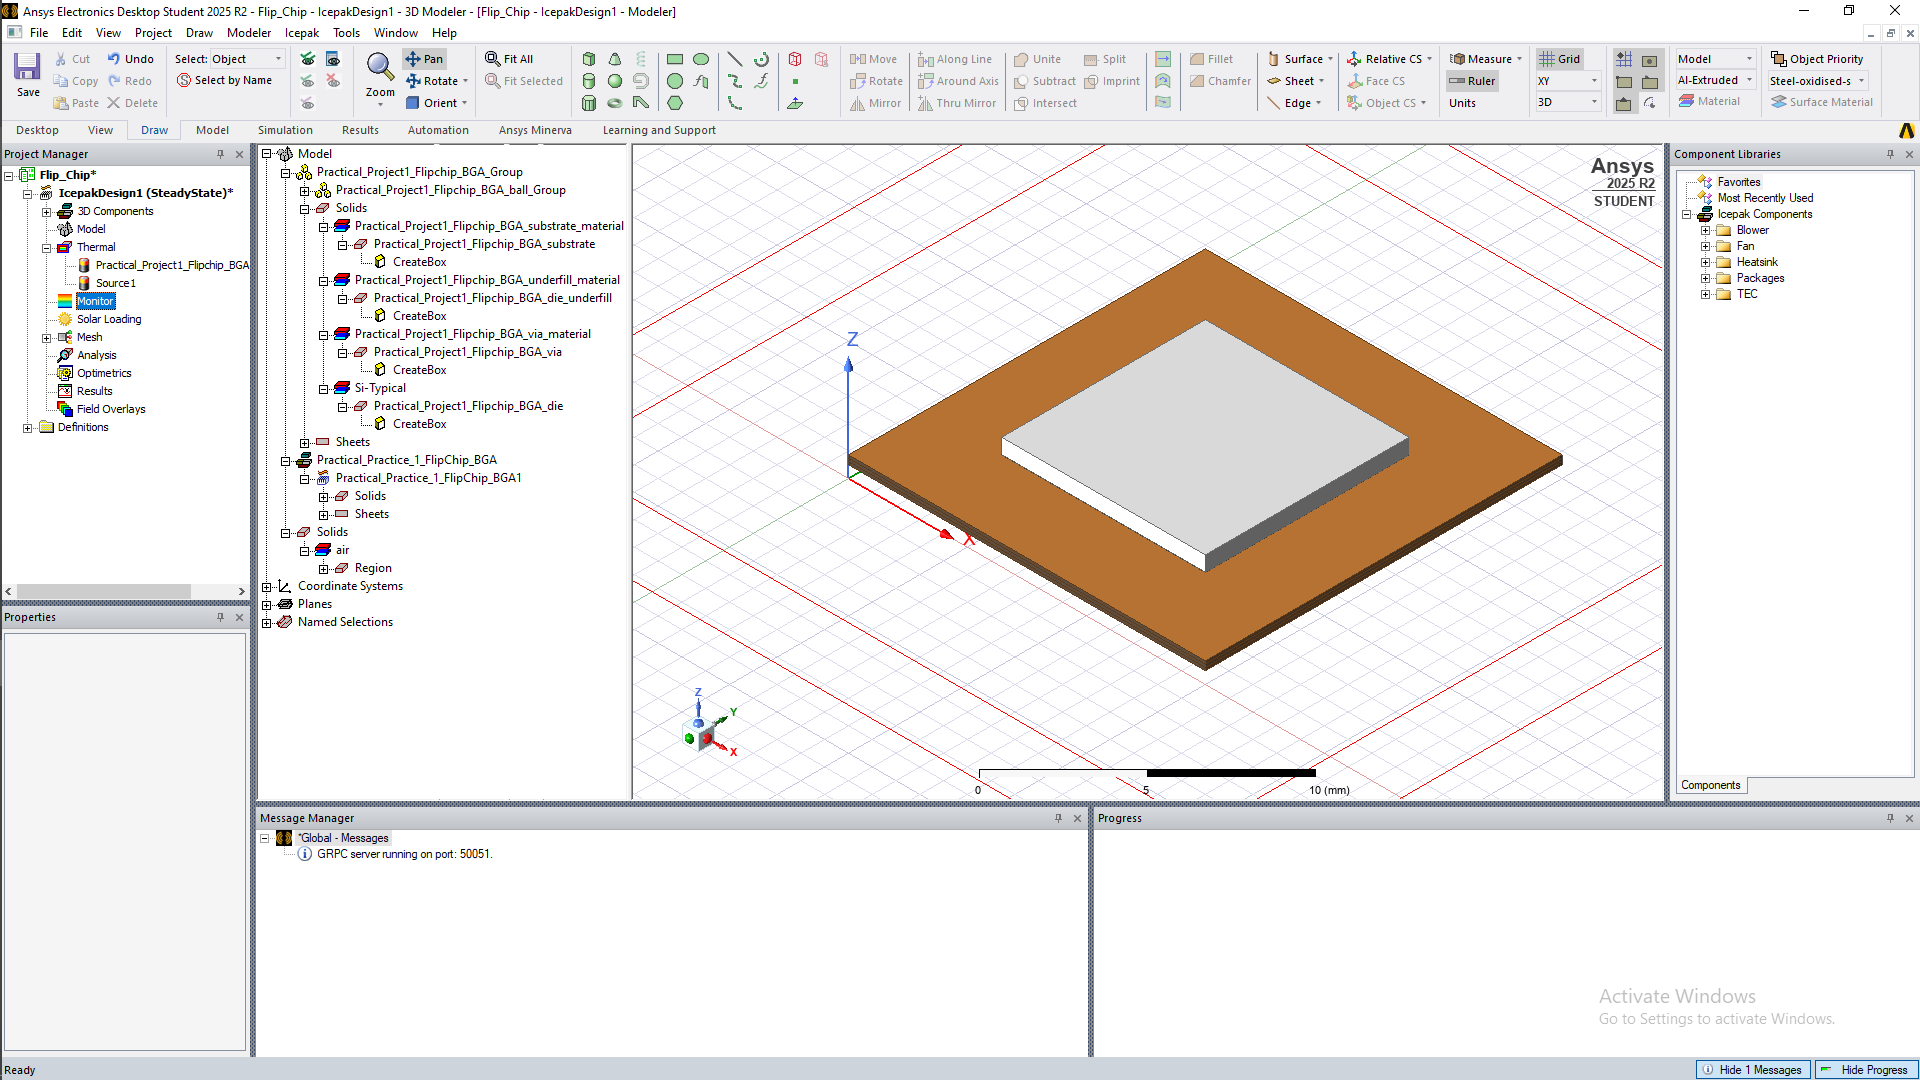 Ansys Electronics Desktop Student 2025 R2 - Flip_Chip - IcepakDesign1 - 3D Modeler - [Flip_Chip - IcepakDesign1 - Modeler]
File Edit View Project Draw Modeler Icepak Tools Window Help
Save
Cut
Copy
Paste
Undo
Redo
Delete
Select: Object
Select by Name
Zoom
Pan
Rotate
Orient
Fit All
Fit Selected
Move
Rotate
Mirror
Along Line
Around Axis
Thru Mirror
Unite
Subtract
Intersect
Split
Imprint
Fillet
Chamfer
Surface
Sheet
Edge
Relative CS
Face CS
Object CS
Measure
Ruler
Units
Grid
XY
3D
Model
Al-Extruded
Material
Object Priority
Steel-oxidised-s
Surface Material
Desktop View Draw Model Simulation Results Automation Ansys Minerva Learning and Support
Project Manager
Flip_Chip*
IcepakDesign1 (SteadyState)*
3D Components
Model
Thermal
Practical_Project1_Flipchip_BGA
Source1
Monitor
Solar Loading
Mesh
Analysis
Optimetrics
Results
Field Overlays
Definitions
Properties
Model
Practical_Project1_Flipchip_BGA_Group
Practical_Project1_Flipchip_BGA_ball_Group
Solids
Practical_Project1_Flipchip_BGA_substrate_material
Practical_Project1_Flipchip_BGA_substrate
CreateBox
Practical_Project1_Flipchip_BGA_underfill_material
Practical_Project1_Flipchip_BGA_die_underfill
CreateBox
Practical_Project1_Flipchip_BGA_via_material
Practical_Project1_Flipchip_BGA_via
CreateBox
Si-Typical
Practical_Project1_Flipchip_BGA_die
CreateBox
Sheets
Practical_Practice_1_FlipChip_BGA
Practical_Practice_1_FlipChip_BGA1
Solids
Sheets
Solids
air
Region
Coordinate Systems
Planes
Named Selections
Ansys
2025 R2
STUDENT
Z
X
Z
Y
X
0 5 10 (mm)
Component Libraries
Favorites
Most Recently Used
Icepak Components
Blower
Fan
Heatsink
Packages
TEC
Components
Message Manager
*Global - Messages
GRPC server running on port: 50051.
Progress
Activate Windows
Go to Settings to activate Windows.
Ready
Hide 1 Messages
Hide Progress